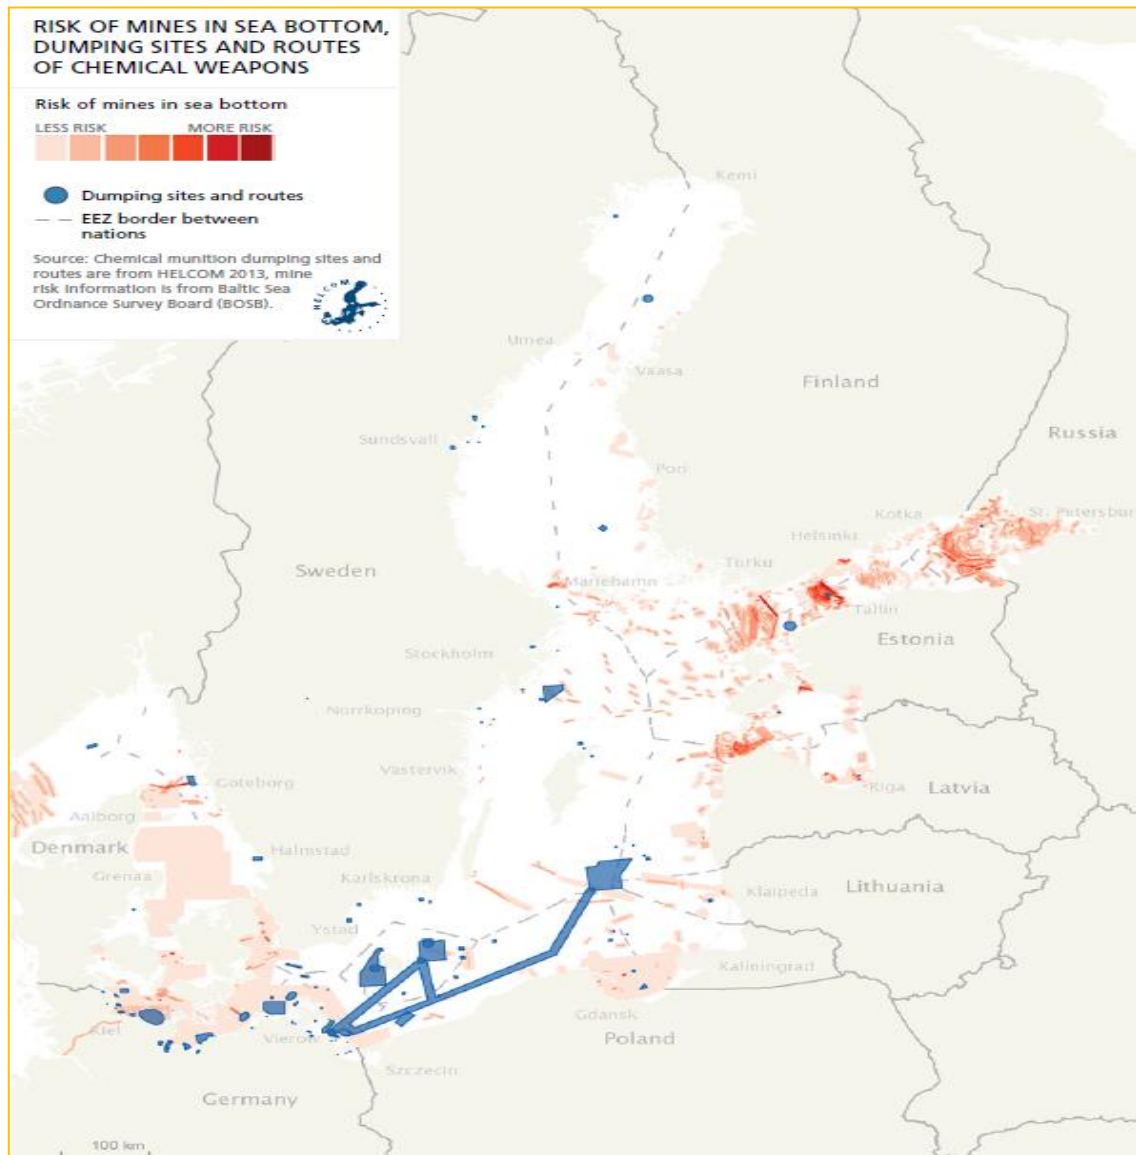 RISK OF MINES IN SEA BOTTOM,
DUMPING SITES AND ROUTES
OF CHEMICAL WEAPONS
Risk of mines in sea bottom
LESS RISK MORE RISK
Dumping sites and routes
EEZ border between
nations
Source: Chemical munition dumping sites and
routes are from HELCOM 2013, mine
risk information is from Baltic Sea
Ordnance Survey Board (BOSB).
HELCOM
Kemi
Umea
Vaasa
Finland
Sundsvall
Russia
Pori
Kotka
St. Petersbur
Helsinki
Turku
Sweden
Mariehamn
Tallin
Estonia
Stockholm
Norrkoping
Vastervik
Goteborg
Riga
Latvia
Aalborg
Denmark
Halmstad
Grenaa
Karlskrona
Klaipeda
Lithuania
Ystad
Kaliningrad
Gdansk
Kiel
Vierow
Poland
Szczecin
Germany
100 km